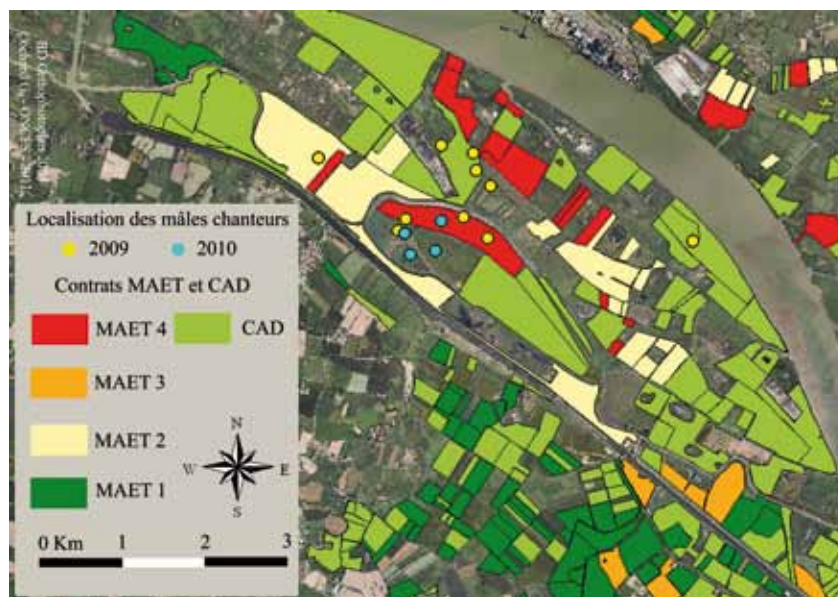 Localisation des mâles chanteurs
2009 2010
Contrats MAET et CAD
MAET 4 CAD
MAET 3
MAET 2
MAET 1
N
W E
S
0 Km 1 2 3